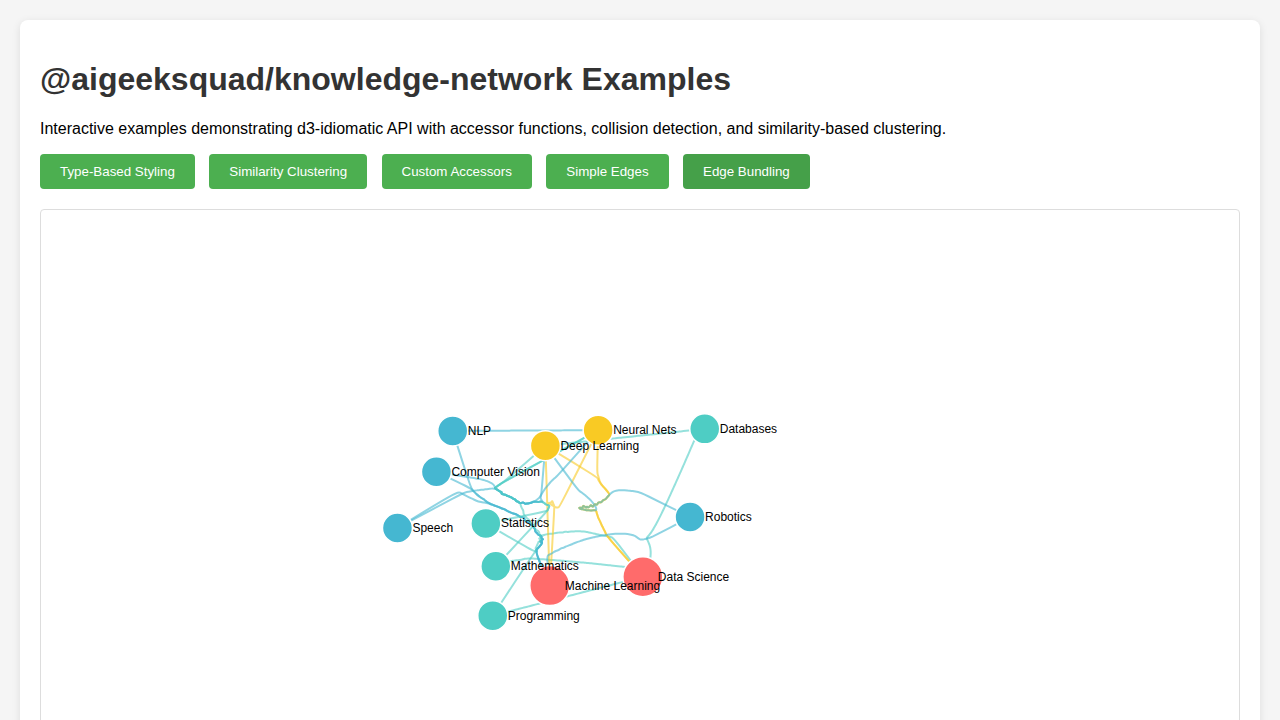 @aigeeksquad/knowledge-network Examples
Interactive examples demonstrating d3-idiomatic API with accessor functions, collision detection, and similarity-based clustering.
Type-Based Styling
Similarity Clustering
Custom Accessors
Simple Edges
Edge Bundling
NLP
Neural Nets
Databases
Deep Learning
Computer Vision
Robotics
Statistics
Speech
Mathematics
Data Science
Machine Learning
Programming